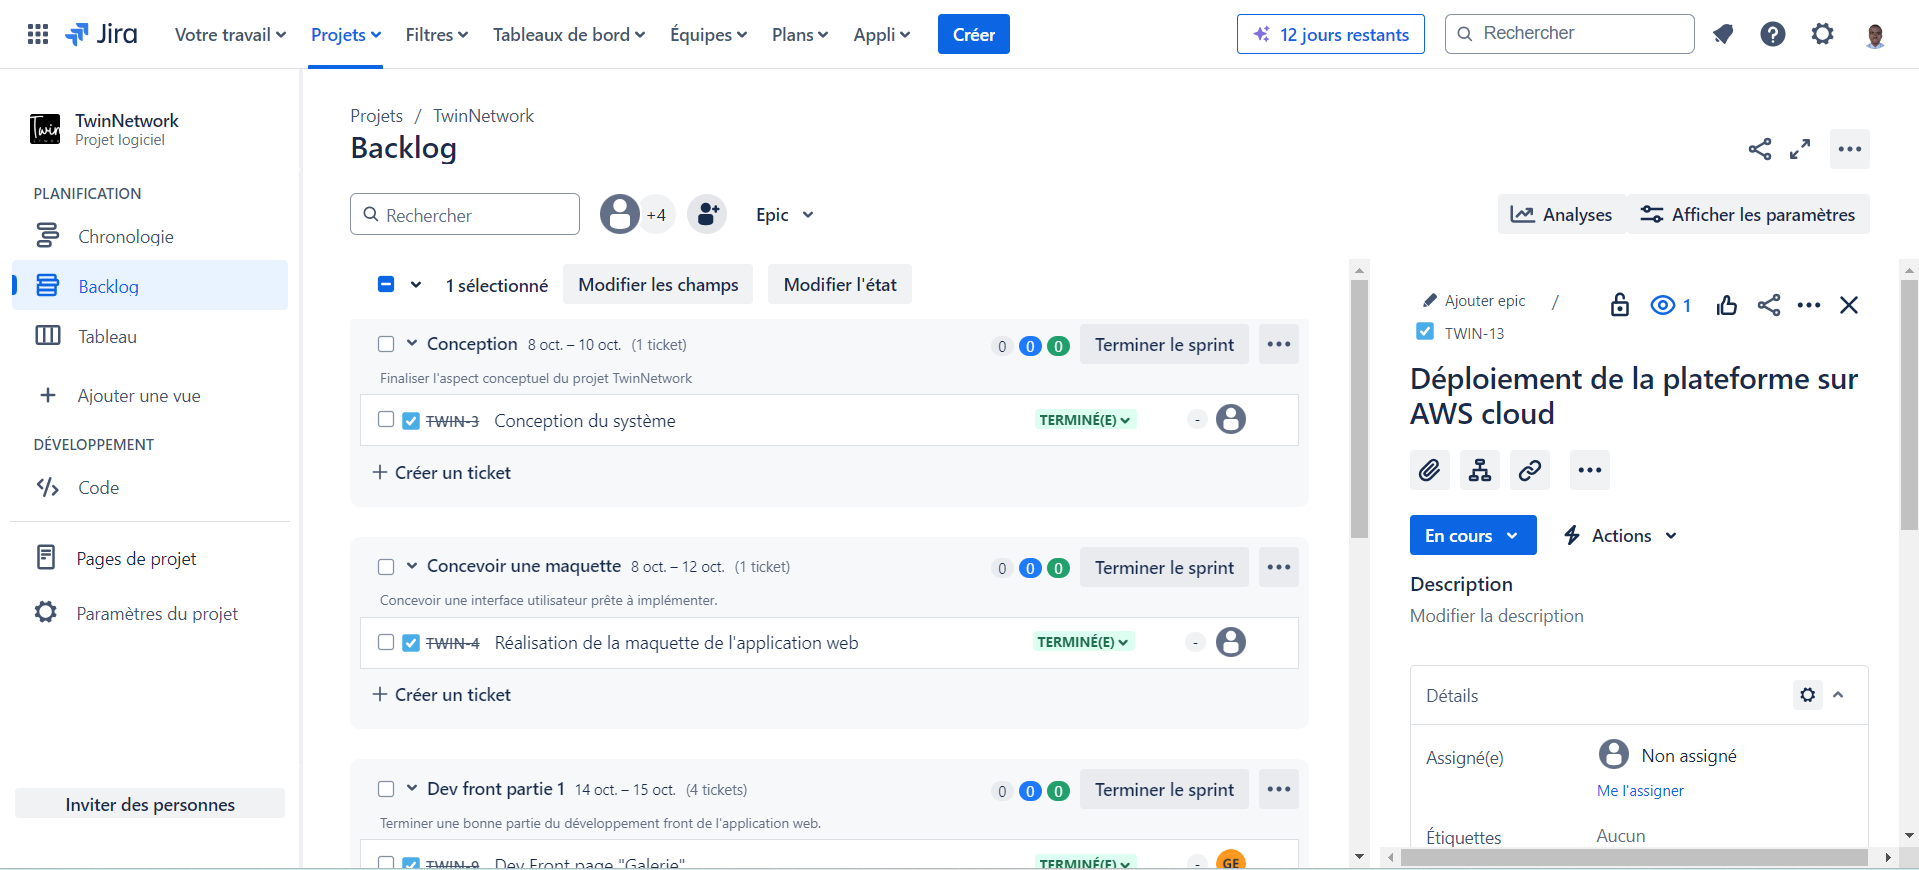 Jira Votre travail Projets Filtres Tableaux de bord Équipes Plans Appli Créer 12 jours restants Rechercher
TwinNetwork
Projet logiciel
PLANIFICATION
Chronologie
Backlog
Tableau
Ajouter une vue
DÉVELOPPEMENT
Code
Pages de projet
Paramètres du projet
Inviter des personnes
Projets / TwinNetwork
Backlog
Rechercher +4 Epic Analyses Afficher les paramètres
1 sélectionné Modifier les champs Modifier l'état
Conception 8 oct. – 10 oct. (1 ticket) 0 0 0 Terminer le sprint
Finaliser l'aspect conceptuel du projet TwinNetwork
TWIN-3 Conception du système TERMINÉ(E) -
+ Créer un ticket
Concevoir une maquette 8 oct. – 12 oct. (1 ticket) 0 0 0 Terminer le sprint
Concevoir une interface utilisateur prête à implémenter.
TWIN-4 Réalisation de la maquette de l'application web TERMINÉ(E) -
+ Créer un ticket
Dev front partie 1 14 oct. – 15 oct. (4 tickets) 0 0 0 Terminer le sprint
Terminer une bonne partie du développement front de l'application web.
TWIN-9 Dev Front page "Galerie" TERMINÉ(E) - GE
Ajouter epic / 1
TWIN-13
Déploiement de la plateforme sur
AWS cloud
En cours Actions
Description
Modifier la description
Détails
Assigné(e) Non assigné
Me l'assigner
Étiquettes Aucun